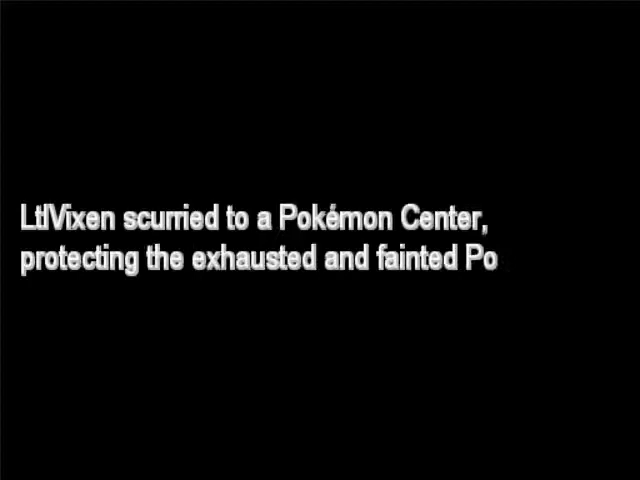 LtlVixen scurried to a Pokémon Center,
protecting the exhausted and fainted Po